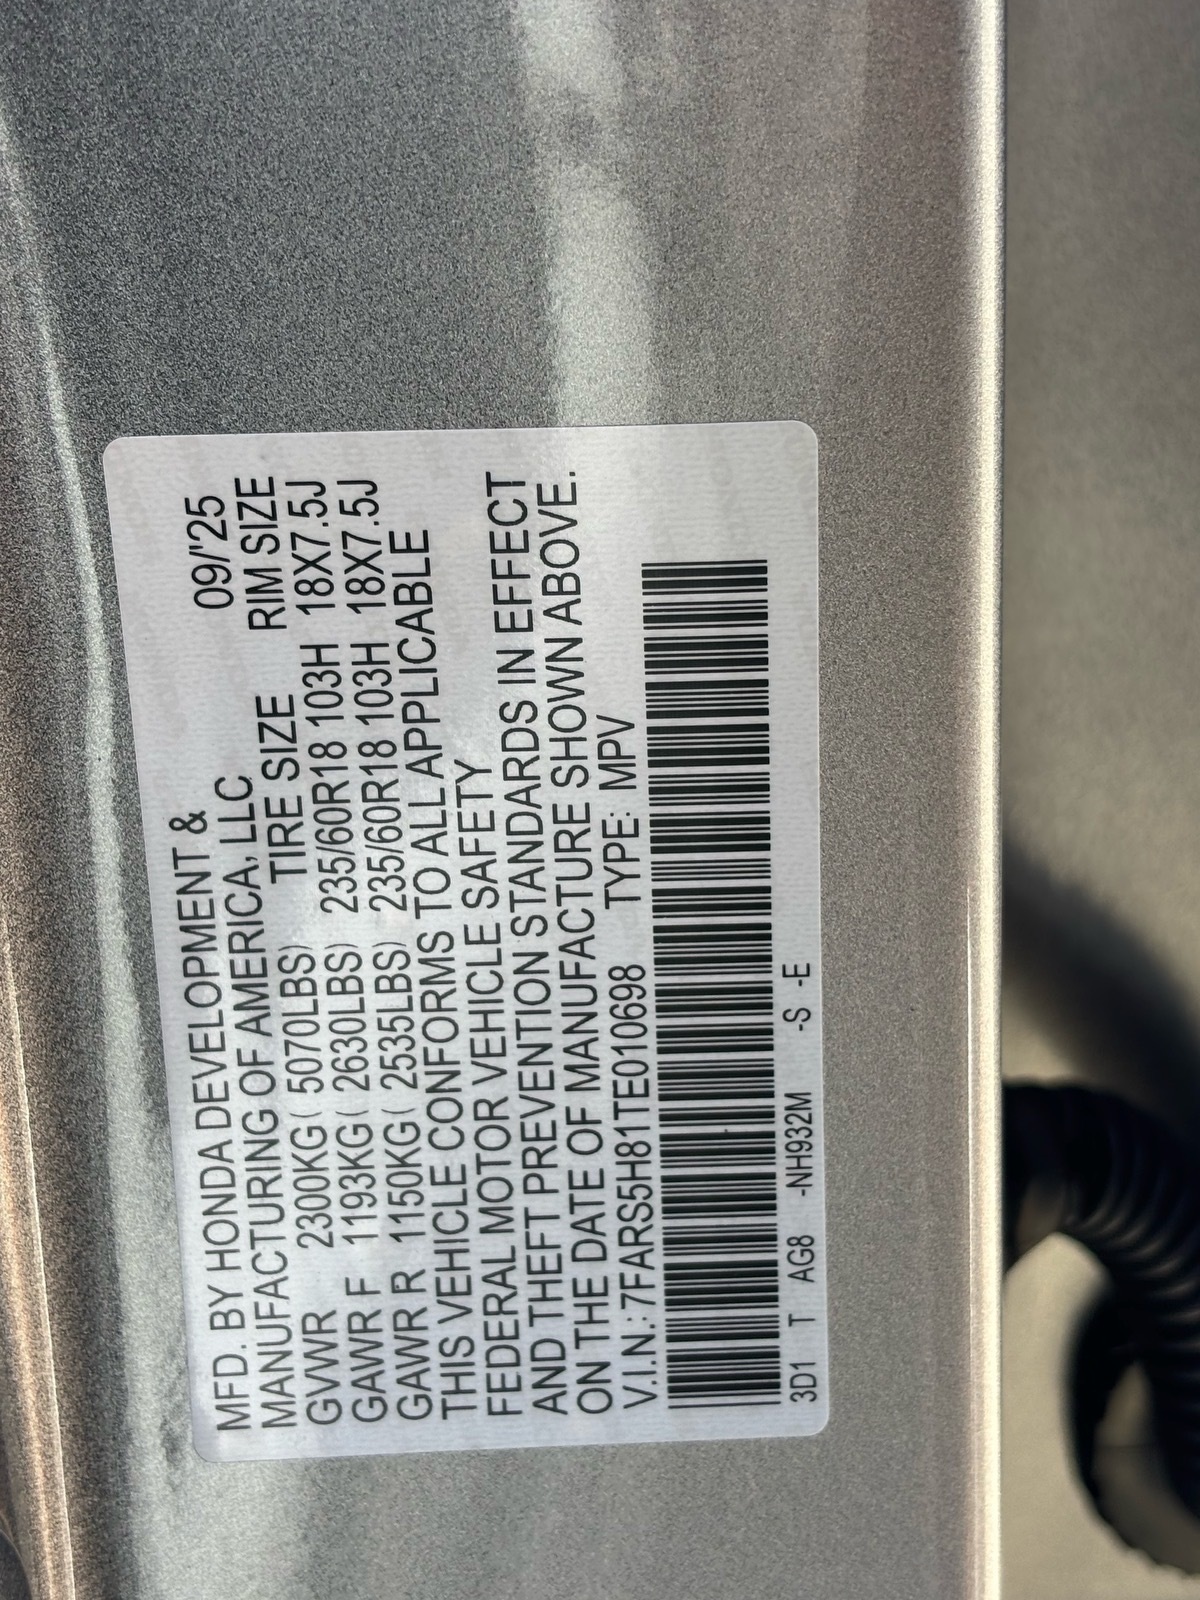 MFD. BY HONDA DEVELOPMENT &
MANUFACTURING OF AMERICA, LLC 09/'25
TIRE SIZE RIM SIZE
GVWR 2300KG ( 5070LBS)
GAWR F 1193KG ( 2630LBS) 235/60R18 103H 18X7.5J
GAWR R 1150KG ( 2535LBS) 235/60R18 103H 18X7.5J
THIS VEHICLE CONFORMS TO ALL APPLICABLE
FEDERAL MOTOR VEHICLE SAFETY
AND THEFT PREVENTION STANDARDS IN EFFECT
ON THE DATE OF MANUFACTURE SHOWN ABOVE.
V.I.N.: 7FARS5H81TE010698 TYPE: MPV
3D1 T AG8 -NH932M -S -E